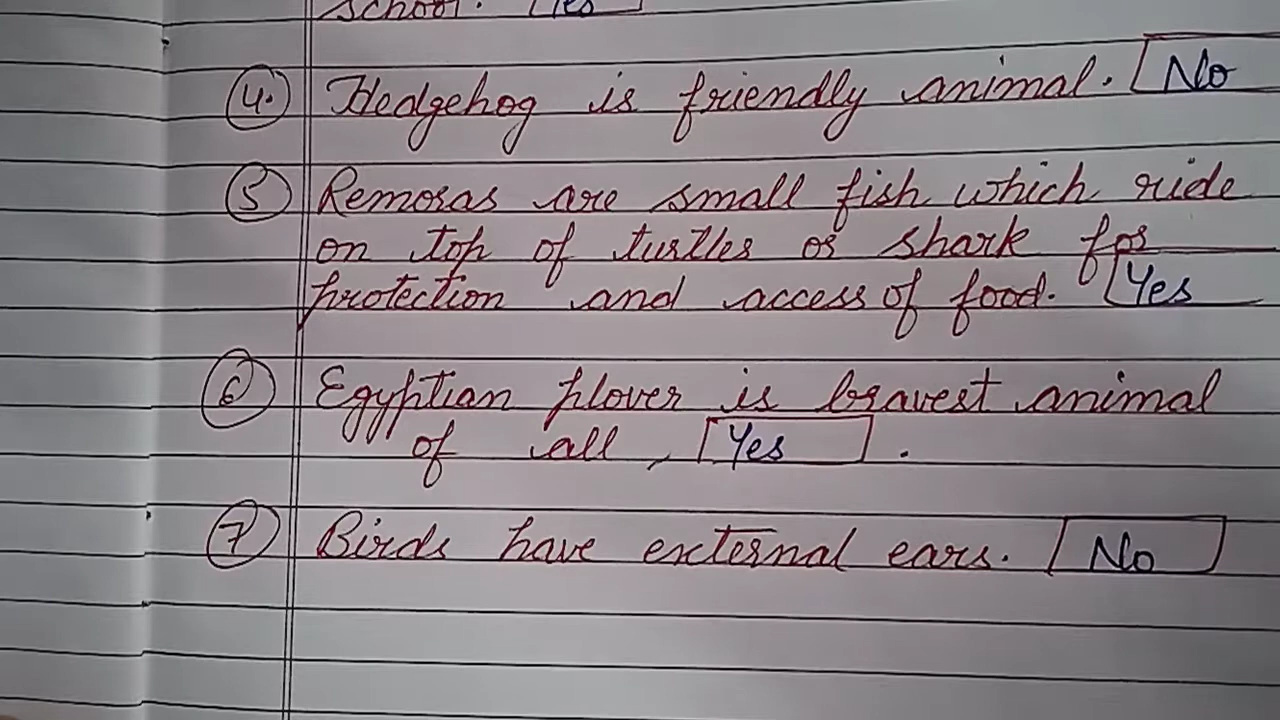 school. [Yes]
4. Hedgehog is friendly animal. [No
5 Remoras are small fish which ride
on top of turtles or shark for
protection and access of food. [Yes
6 Egyptian plover is bravest animal
of all, [Yes] .
7 Birds have external ears. [No]